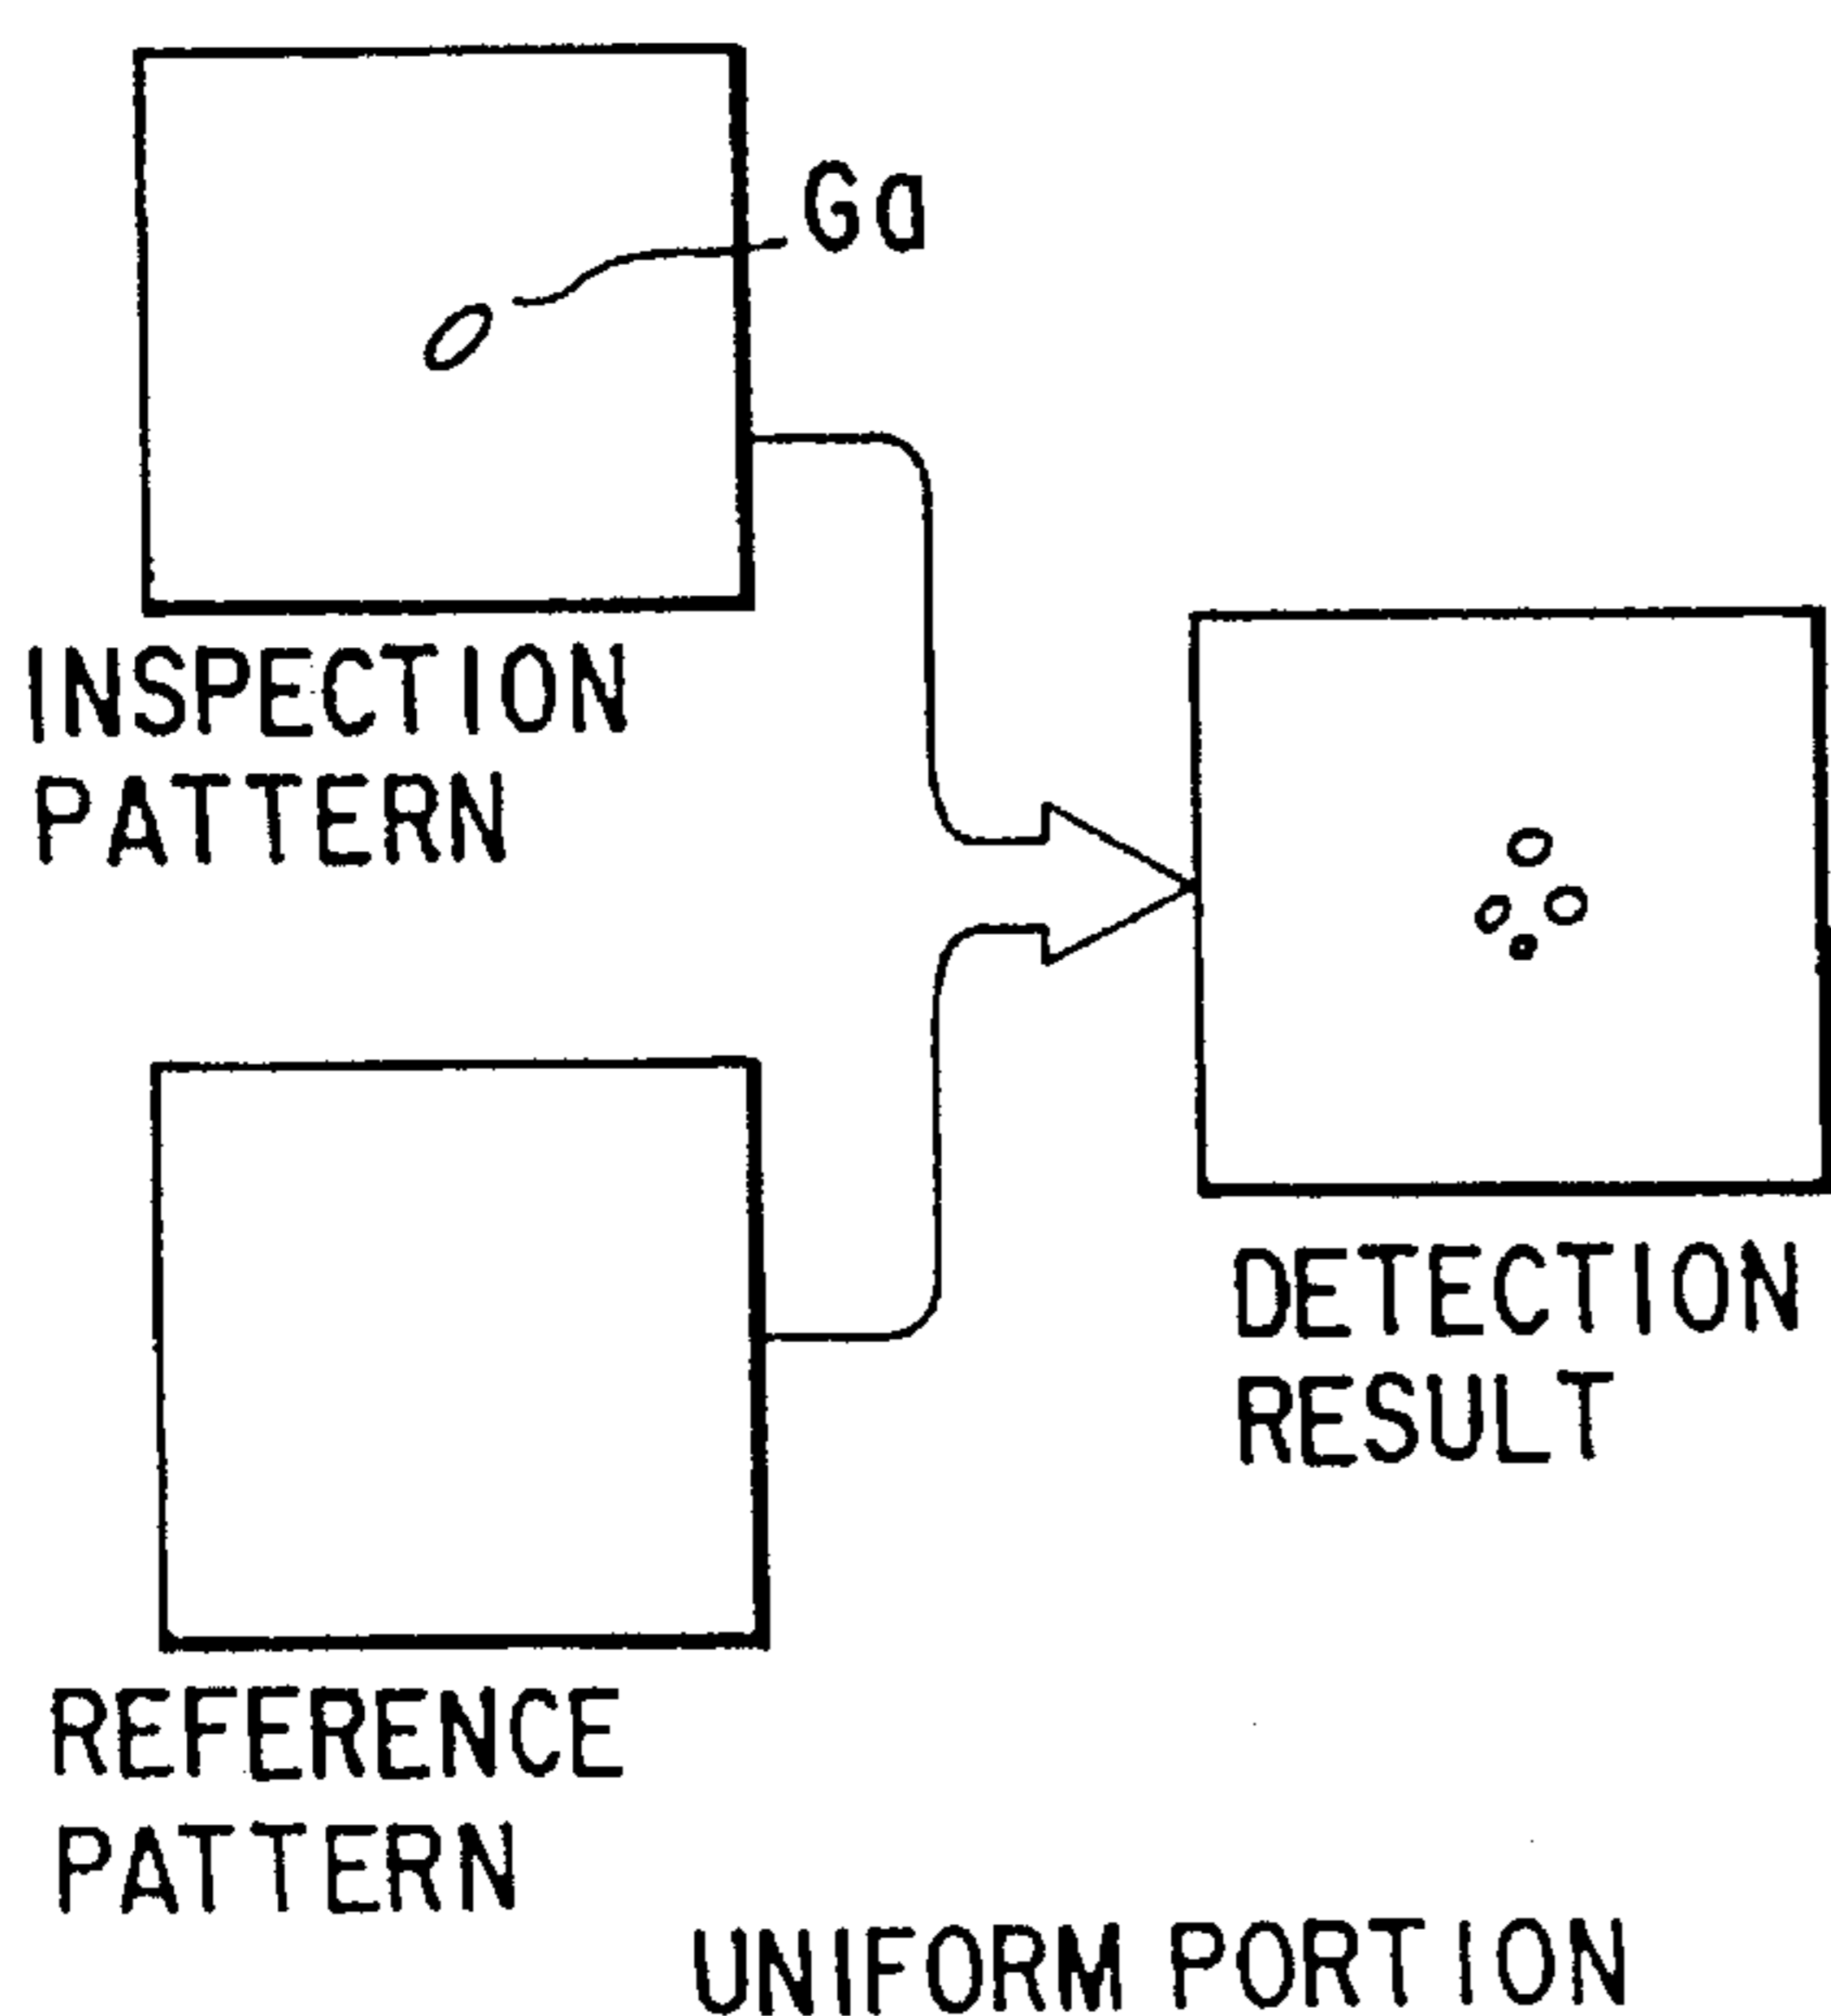 Ga
INSPECTION
PATTERN
DETECTION
RESULT
REFERENCE
PATTERN
UNIFORM PORTION